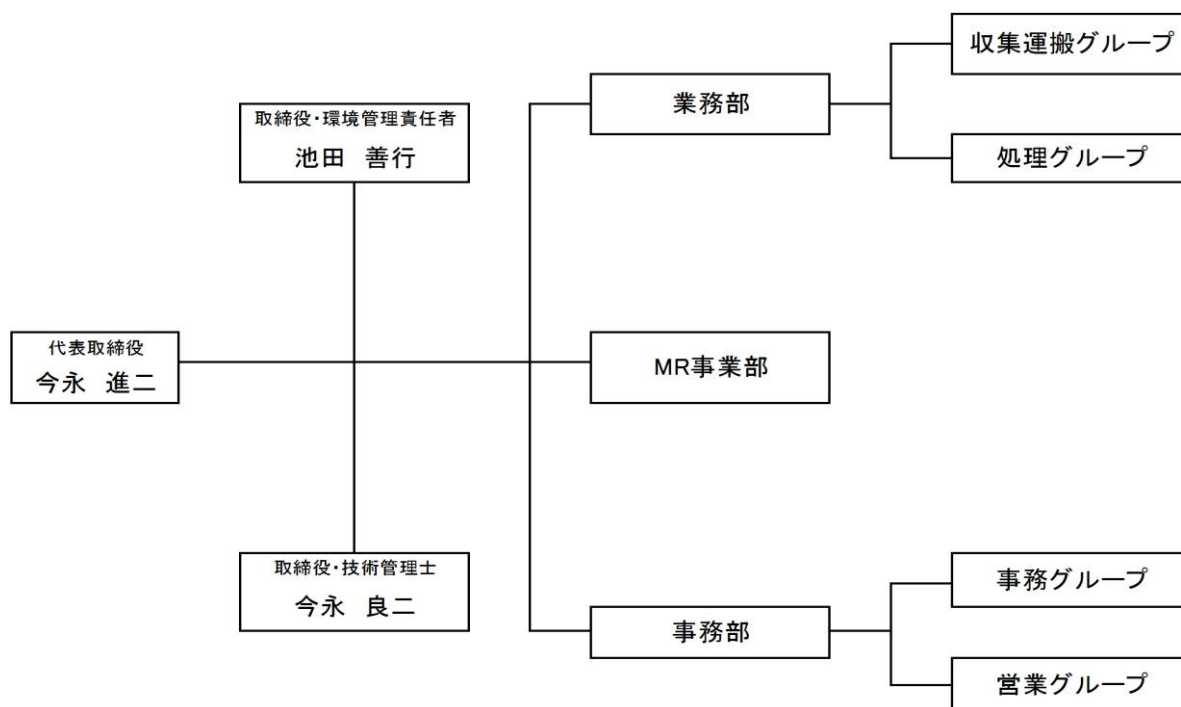 収集運搬グループ
業務部
取締役・環境管理責任者
池田　善行
処理グループ
代表取締役
今永　進二
MR事業部
取締役・技術管理士
今永　良二
事務グループ
事務部
営業グループ